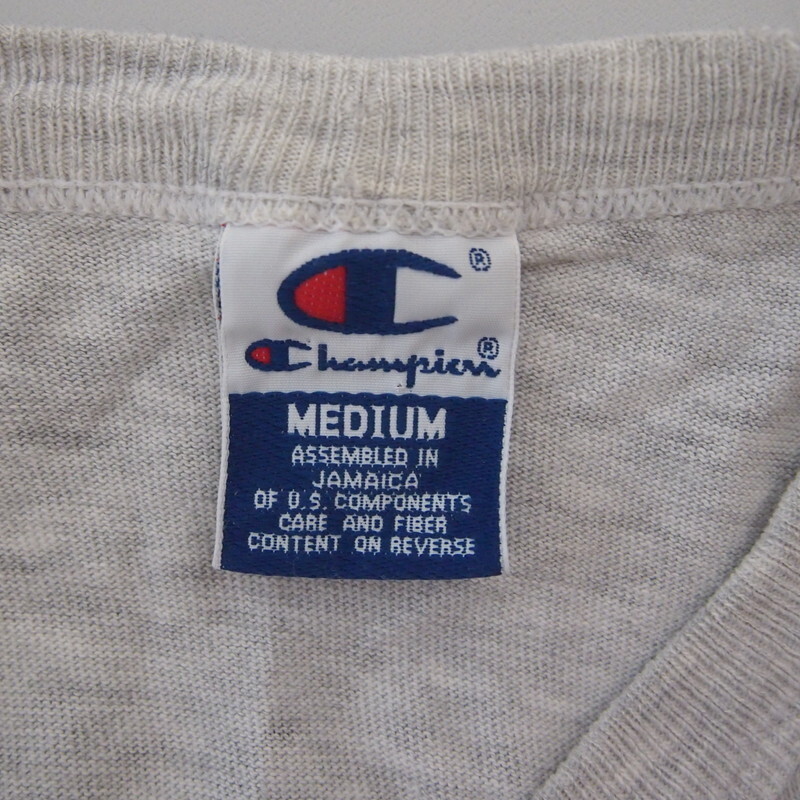 ®
Champion®
MEDIUM
ASSEMBLED IN
JAMAICA
OF U.S. COMPONENTS
CARE AND FIBER
CONTENT ON REVERSE